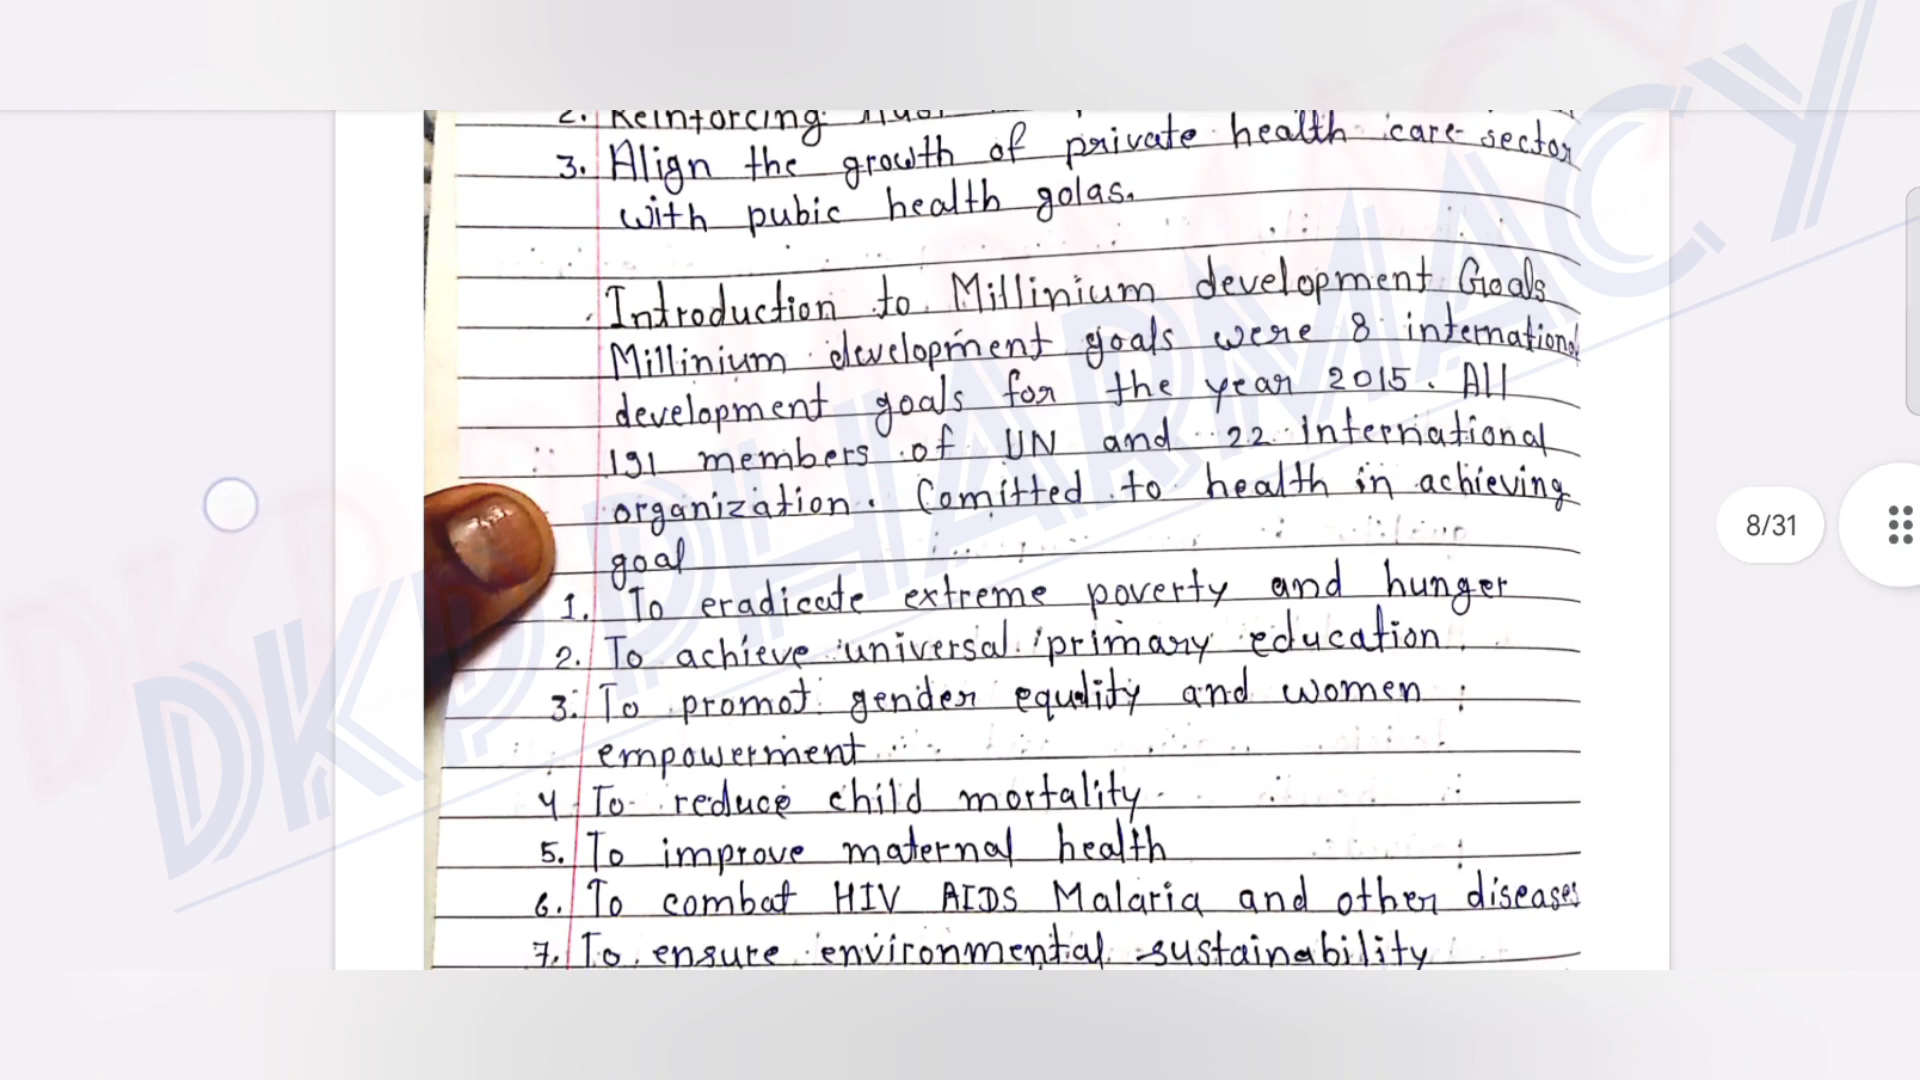 2. Reinforcing
3. Align the growth of private health care sector
with pubic health golas.
Introduction to Millinium development Goals
Millinium development goals were 8 international
development goals for the year 2015. All
191 members of UN and 22 international
organization. Comitted to health in achieving
goal
1. To eradicate extreme poverty and hunger
2. To achieve universal primary education.
3. To promot gender equality and women
empowerment
4 To reduce child mortality
5. To improve maternal health
6. To combat HIV AIDS Malaria and other diseases
7. To ensure environmental sustainability
8/31
DKP PHARMACY